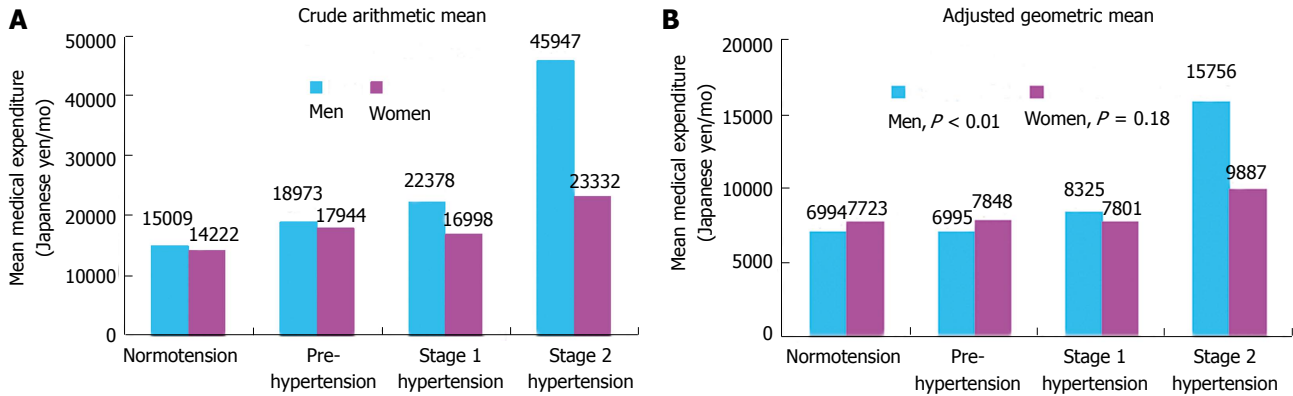 A
Crude arithmetic mean
Mean medical expenditure
(Japanese yen/mo)
50000
40000
30000
20000
10000
0
Men
Women
15009
14222
18973
17944
22378
16998
45947
23332
Normotension
Pre-
hypertension
Stage 1
hypertension
Stage 2
hypertension
B
Adjusted geometric mean
Mean medical expenditure
(Japanese yen/mo)
20000
15000
10000
5000
0
Men, P < 0.01
Women, P = 0.18
6994
7723
6995
7848
8325
7801
15756
9887
Normotension
Pre-
hypertension
Stage 1
hypertension
Stage 2
hypertension